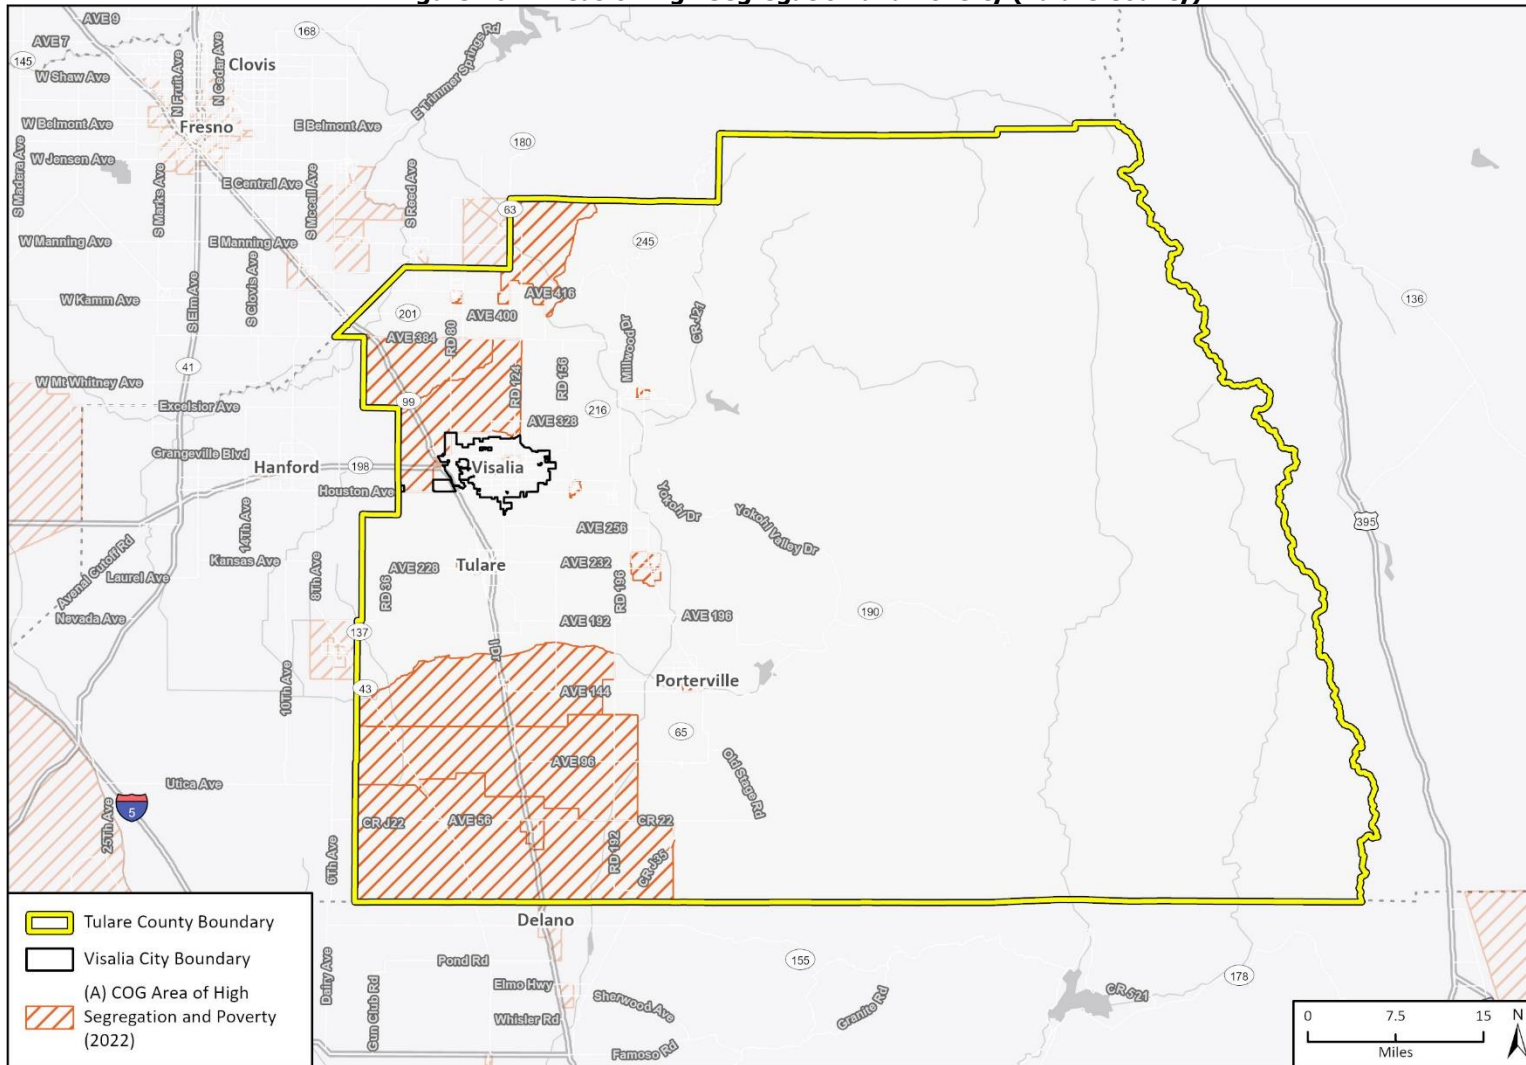 AVE 9
168
AVE 7
Clovis
145
W Shaw Ave
N Fruit Ave
N Cedar Ave
E Trimmer Springs Rd
W Belmont Ave
Fresno
E Belmont Ave
180
W Jensen Ave
S Madera Ave
S Marks Ave
E Central Ave
S Mccall Ave
S Reed Ave
63
W Manning Ave
E Manning Ave
245
S Clovis Ave
S Elm Ave
W Kamm Ave
AVE 416
136
201
AVE 400
RD 80
AVE 384
Millwood Dr
CR J21
41
W Mt Whitney Ave
RD 124
RD 156
Excelsior Ave
99
216
AVE 328
Grangeville Blvd
Hanford
198
Visalia
Houston Ave
14Th Ave
Yokohl Dr
Yokohl Valley Dr
395
AVE 256
Avenal Cutoff Rd
Kansas Ave
8Th Ave
Laurel Ave
AVE 228
Tulare
AVE 232
RD 36
RD 196
Nevada Ave
190
AVE 192
AVE 196
137
I Dr
10Th Ave
43
AVE 144
Porterville
65
AVE 96
Old Stage Rd
Utica Ave
5
25Th Ave
CR J22
AVE 56
CR 22
6Th Ave
RD 192
CR J35
Delano
Pond Rd
155
Elmo Hwy
Dairy Ave
Gun Club Rd
Sherwood Ave
Granite Rd
CR 521
178
Whisler Rd
Famoso Rd
Tulare County Boundary
Visalia City Boundary
(A) COG Area of High
Segregation and Poverty
(2022)
0 7.5 15
Miles
N